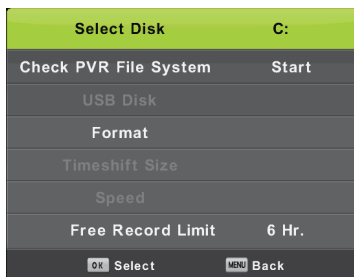 Select Disk C:
Check PVR File System Start
USB Disk
Format
Timeshift Size
Speed
Free Record Limit 6 Hr.
OK Select MENU Back